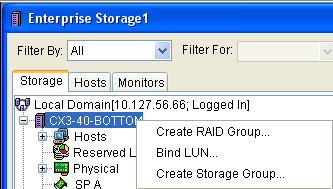 Enterprise Storage1
Filter By: All Filter For:
Storage Hosts Monitors
Local Domain[10.127.56.66; Logged In]
CX3-40-BOTTON
Hosts
Reserved L
Physical
SP A
Create RAID Group...
Bind LUN...
Create Storage Group...